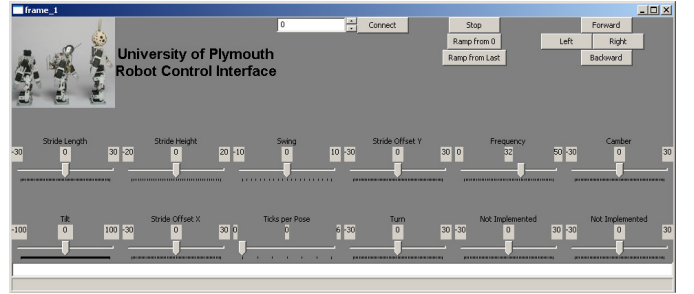 frame_1
0 Connect Stop Forward
Ramp from 0 Left Right
Ramp from Last Backward
University of Plymouth
Robot Control Interface
Stride Length Stride Height Swing Stride Offset Y Frequency Camber
-30 0 30 -20 0 20 -10 0 10 -30 0 30 0 32 50 -30 0 30
Tilt Stride Offset X Ticks per Pose Turn Not Implemented Not Implemented
-100 0 100 -30 0 30 0 0 6 -30 0 30 -30 0 30 -30 0 30